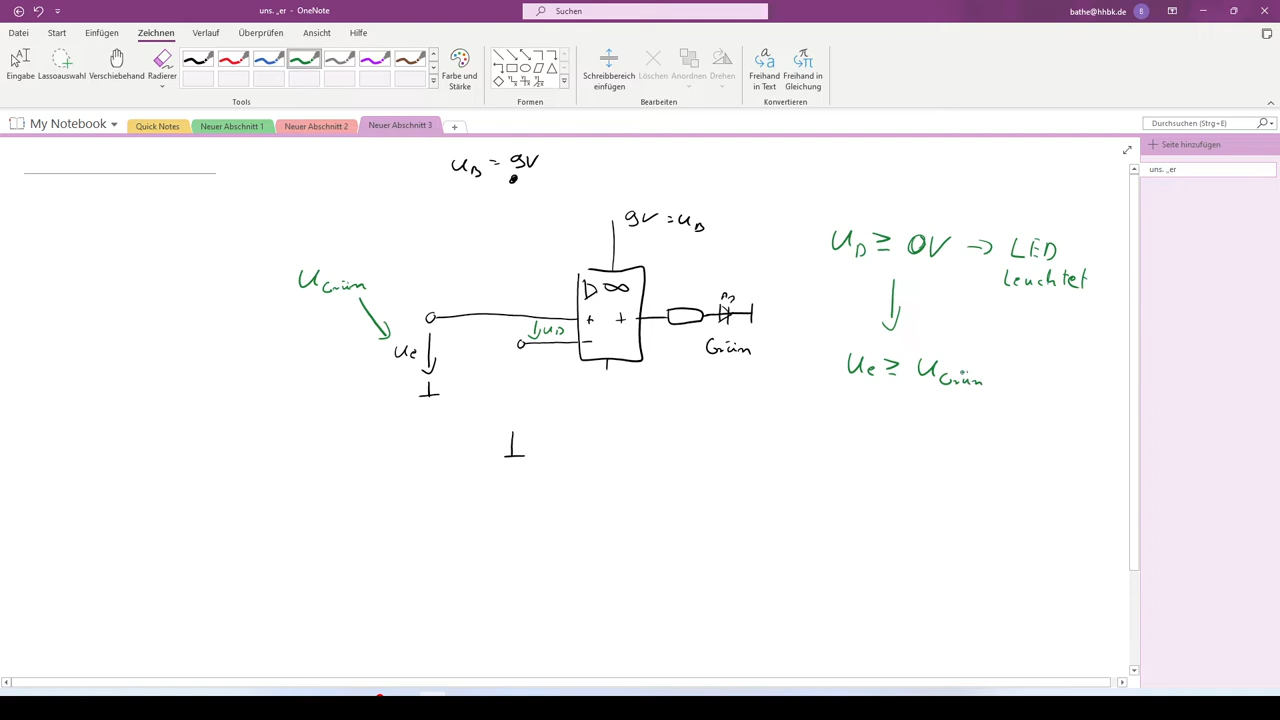 uns. _er - OneNote
Suchen
bathe@hhbk.de
B
Datei
Start
Einfügen
Zeichnen
Verlauf
Überprüfen
Ansicht
Hilfe
Eingabe
Lassoauswahl
Verschiebehand
Radierer
Farbe und
Stärke
Schreibbereich
einfügen
Löschen
Anordnen
Drehen
Freihand
in Text
Freihand in
Gleichung
Tools
Formen
Bearbeiten
Konvertieren
My Notebook
Quick Notes
Neuer Abschnitt 1
Neuer Abschnitt 2
Neuer Abschnitt 3
Durchsuchen (Strg+E)
Seite hinzufügen
uns. _er
U_B = 9V
9V = U_B
U_D ≥ 0V → LED
leuchtet
U_Grün
▷ ∞
+ +
U_D
-
U_e
Grün
U_e ≥ U_Grün